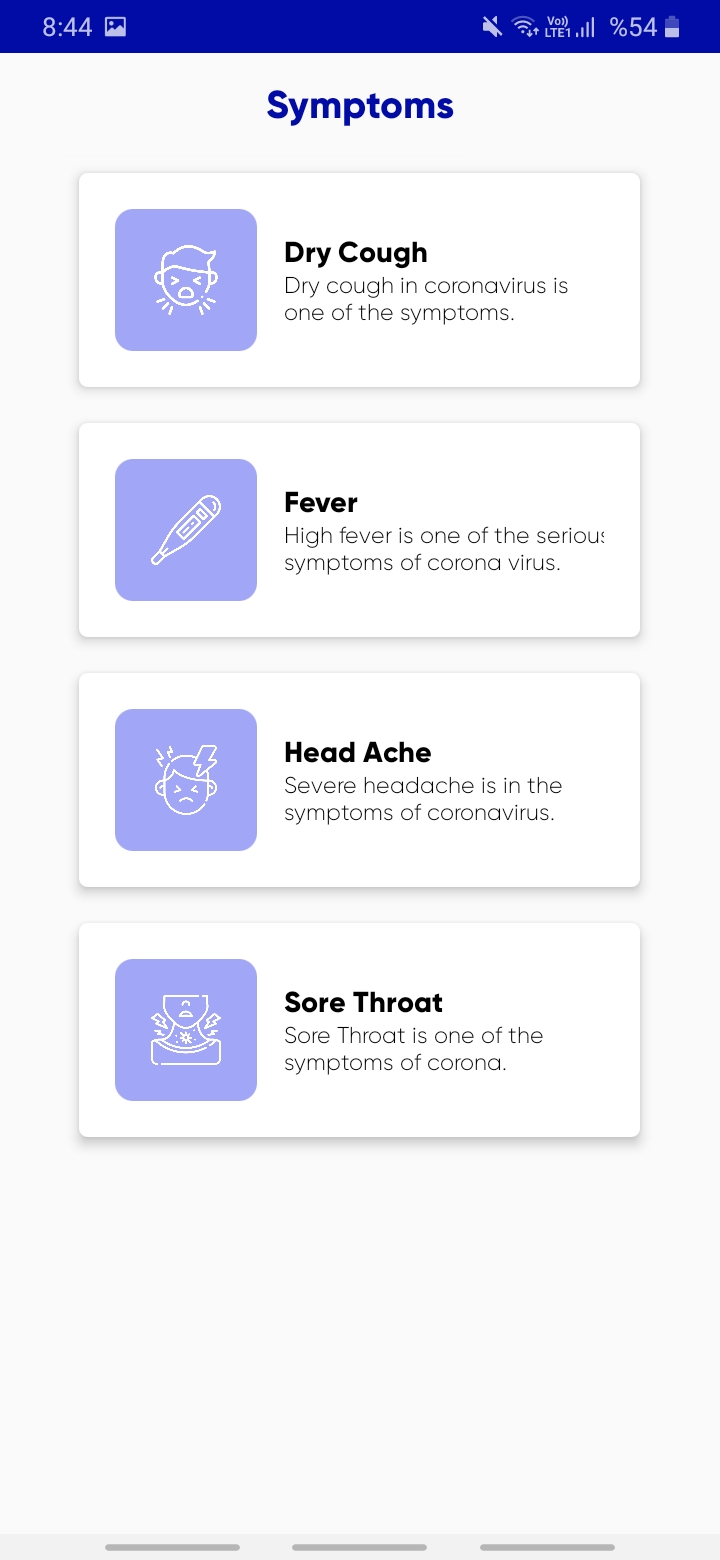 8:44
Vo)) LTE1 %54
Symptoms
Dry Cough
Dry cough in coronavirus is
one of the symptoms.
Fever
High fever is one of the serious
symptoms of corona virus.
Head Ache
Severe headache is in the
symptoms of coronavirus.
Sore Throat
Sore Throat is one of the
symptoms of corona.